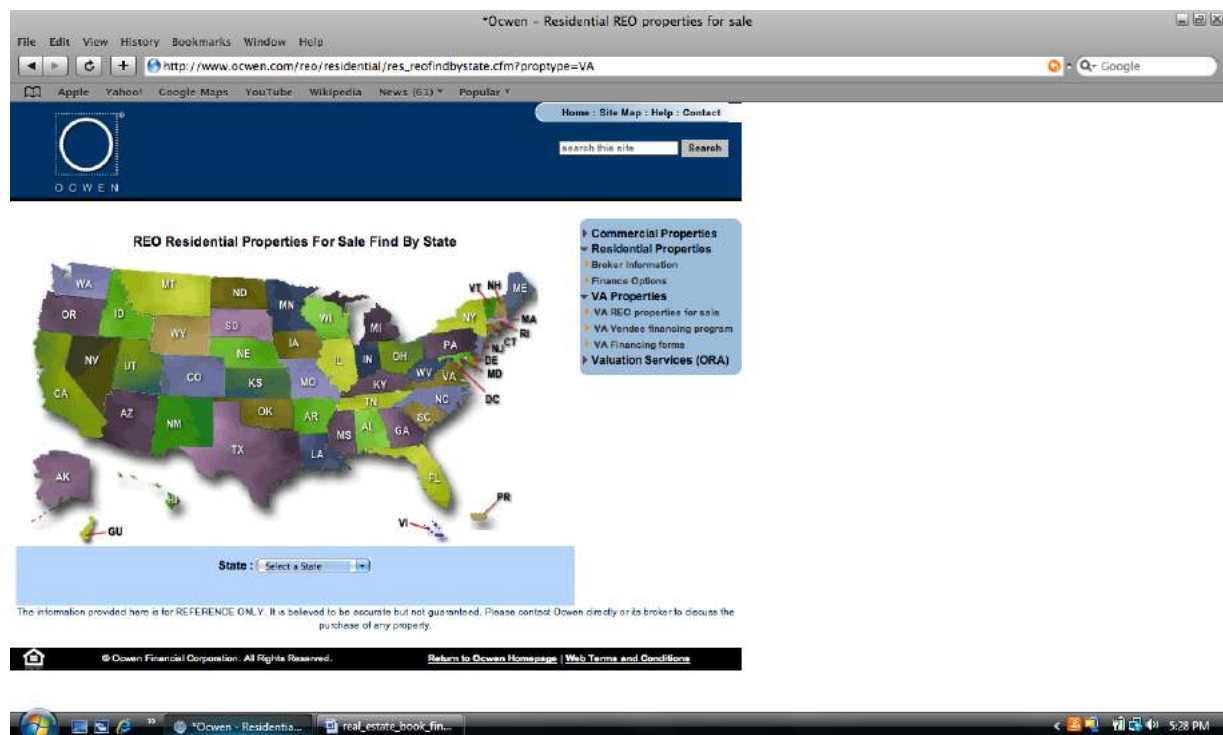 *Ocwen - Residential REO properties for sale
File Edit View History Bookmarks Window Help
http://www.ocwen.com/reo/residential/res_reofindbystate.cfm?proptype=VA
Google
Apple Yahoo! Google Maps YouTube Wikipedia News (63) Popular
Home : Site Map : Help : Contact
search this site Search
OCWEN
REO Residential Properties For Sale Find By State
Commercial Properties
Residential Properties
Broker Information
Finance Options
VA Properties
VA REO properties for sale
VA Vendee financing program
VA Financing forms
Valuation Services (ORA)
WA MT ND MN VT NH ME
OR ID SD WI MI NY MA
WY RI
NV UT NE IA IL IN OH PA NJ CT
DE
CA CO KS MO KY WV VA MD
DC
AZ NM OK AR TN NC
SC
TX LA MS AL GA
AK FL
PR
GU VI
State : Select a State
The information provided here is for REFERENCE ONLY. It is believed to be accurate but not guaranteed. Please contact Ocwen directly or its broker to discuss the
purchase of any property.
© Ocwen Financial Corporation. All Rights Reserved. Return to Ocwen Homepage | Web Terms and Conditions
*Ocwen - Residentia... real_estate_book_fin... 5:28 PM